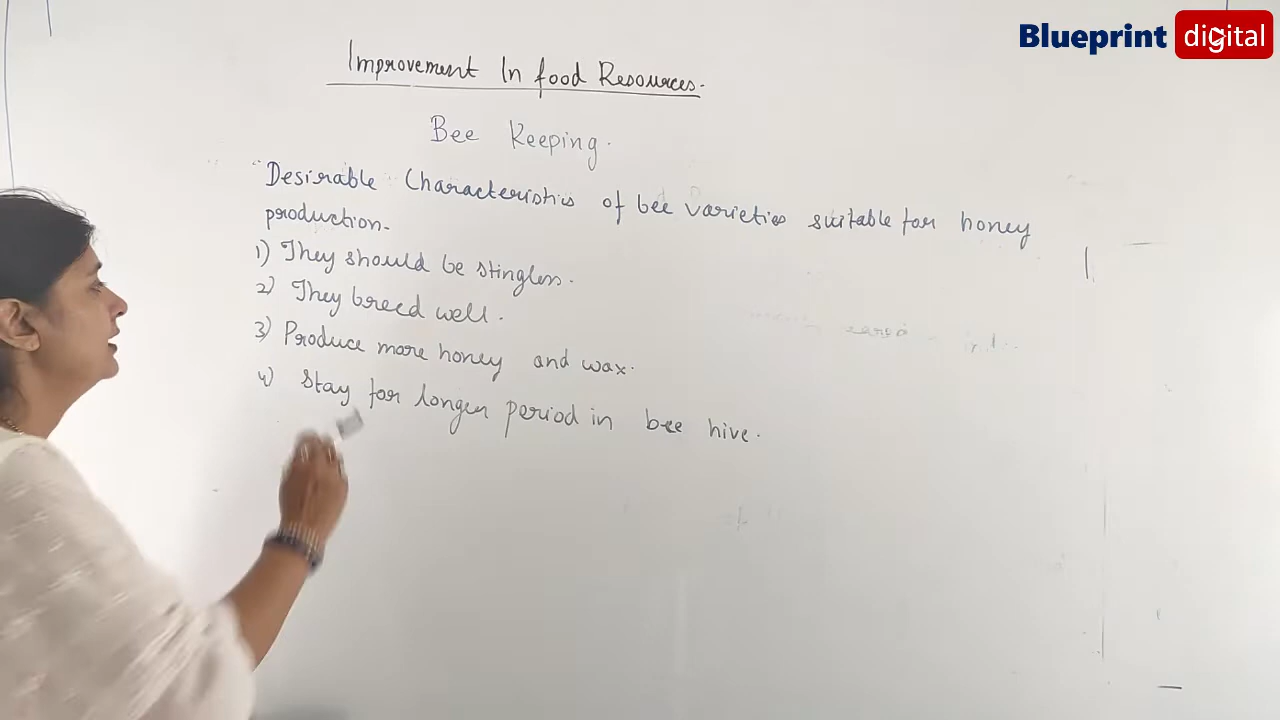 Blueprint digital
Improvement In food Resources.
Bee Keeping.
Desirable Characteristics of bee varieties suitable for honey
production.
1) They should be stingless.
2) They breed well.
3) Produce more honey and wax.
4) Stay for longer period in bee hive.